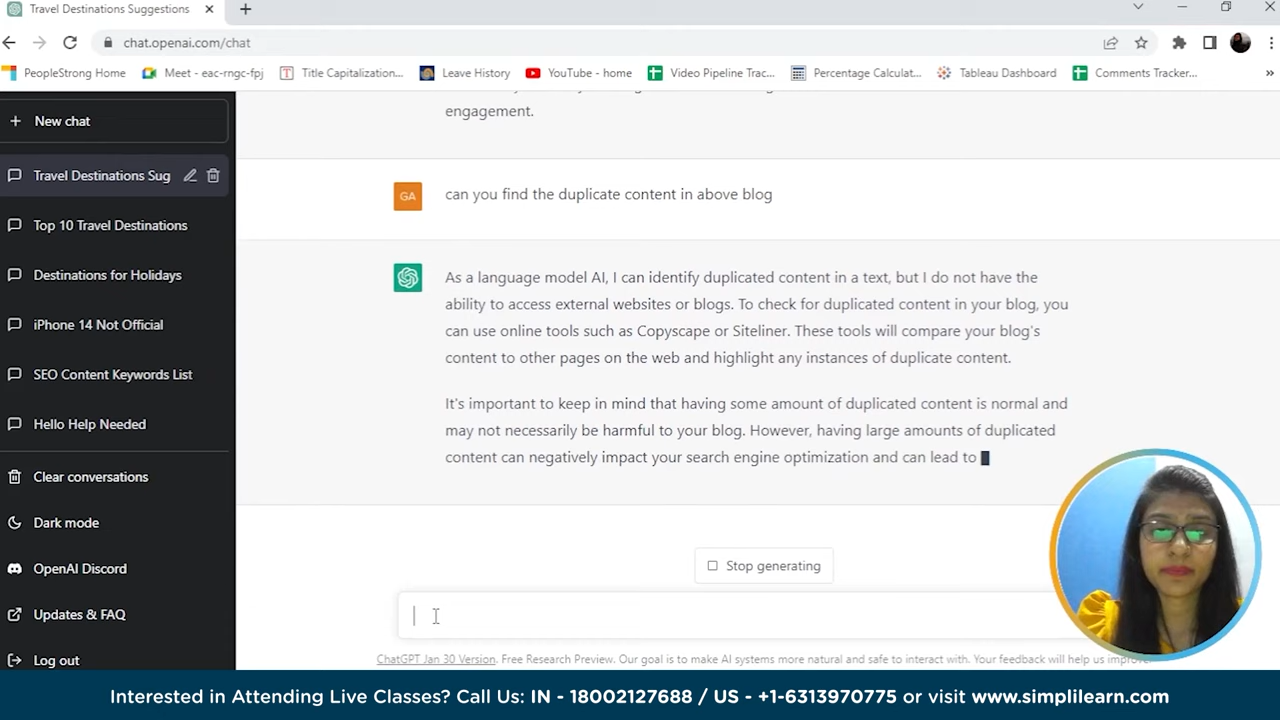 Travel Destinations Suggestions
chat.openai.com/chat
PeopleStrong Home
Meet - eac-rngc-fpj
Title Capitalization...
Leave History
YouTube - home
Video Pipeline Trac...
Percentage Calculat...
Tableau Dashboard
Comments Tracker...
New chat
Travel Destinations Sug
Top 10 Travel Destinations
Destinations for Holidays
iPhone 14 Not Official
SEO Content Keywords List
Hello Help Needed
Clear conversations
Dark mode
OpenAI Discord
Updates & FAQ
Log out
engagement.
GA
can you find the duplicate content in above blog
As a language model AI, I can identify duplicated content in a text, but I do not have the
ability to access external websites or blogs. To check for duplicated content in your blog, you
can use online tools such as Copyscape or Siteliner. These tools will compare your blog's
content to other pages on the web and highlight any instances of duplicate content.
It's important to keep in mind that having some amount of duplicated content is normal and
may not necessarily be harmful to your blog. However, having large amounts of duplicated
content can negatively impact your search engine optimization and can lead to
Stop generating
ChatGPT Jan 30 Version. Free Research Preview. Our goal is to make AI systems more natural and safe to interact with. Your feedback will help us
Interested in Attending Live Classes? Call Us: IN - 18002127688 / US - +1-6313970775 or visit www.simplilearn.com